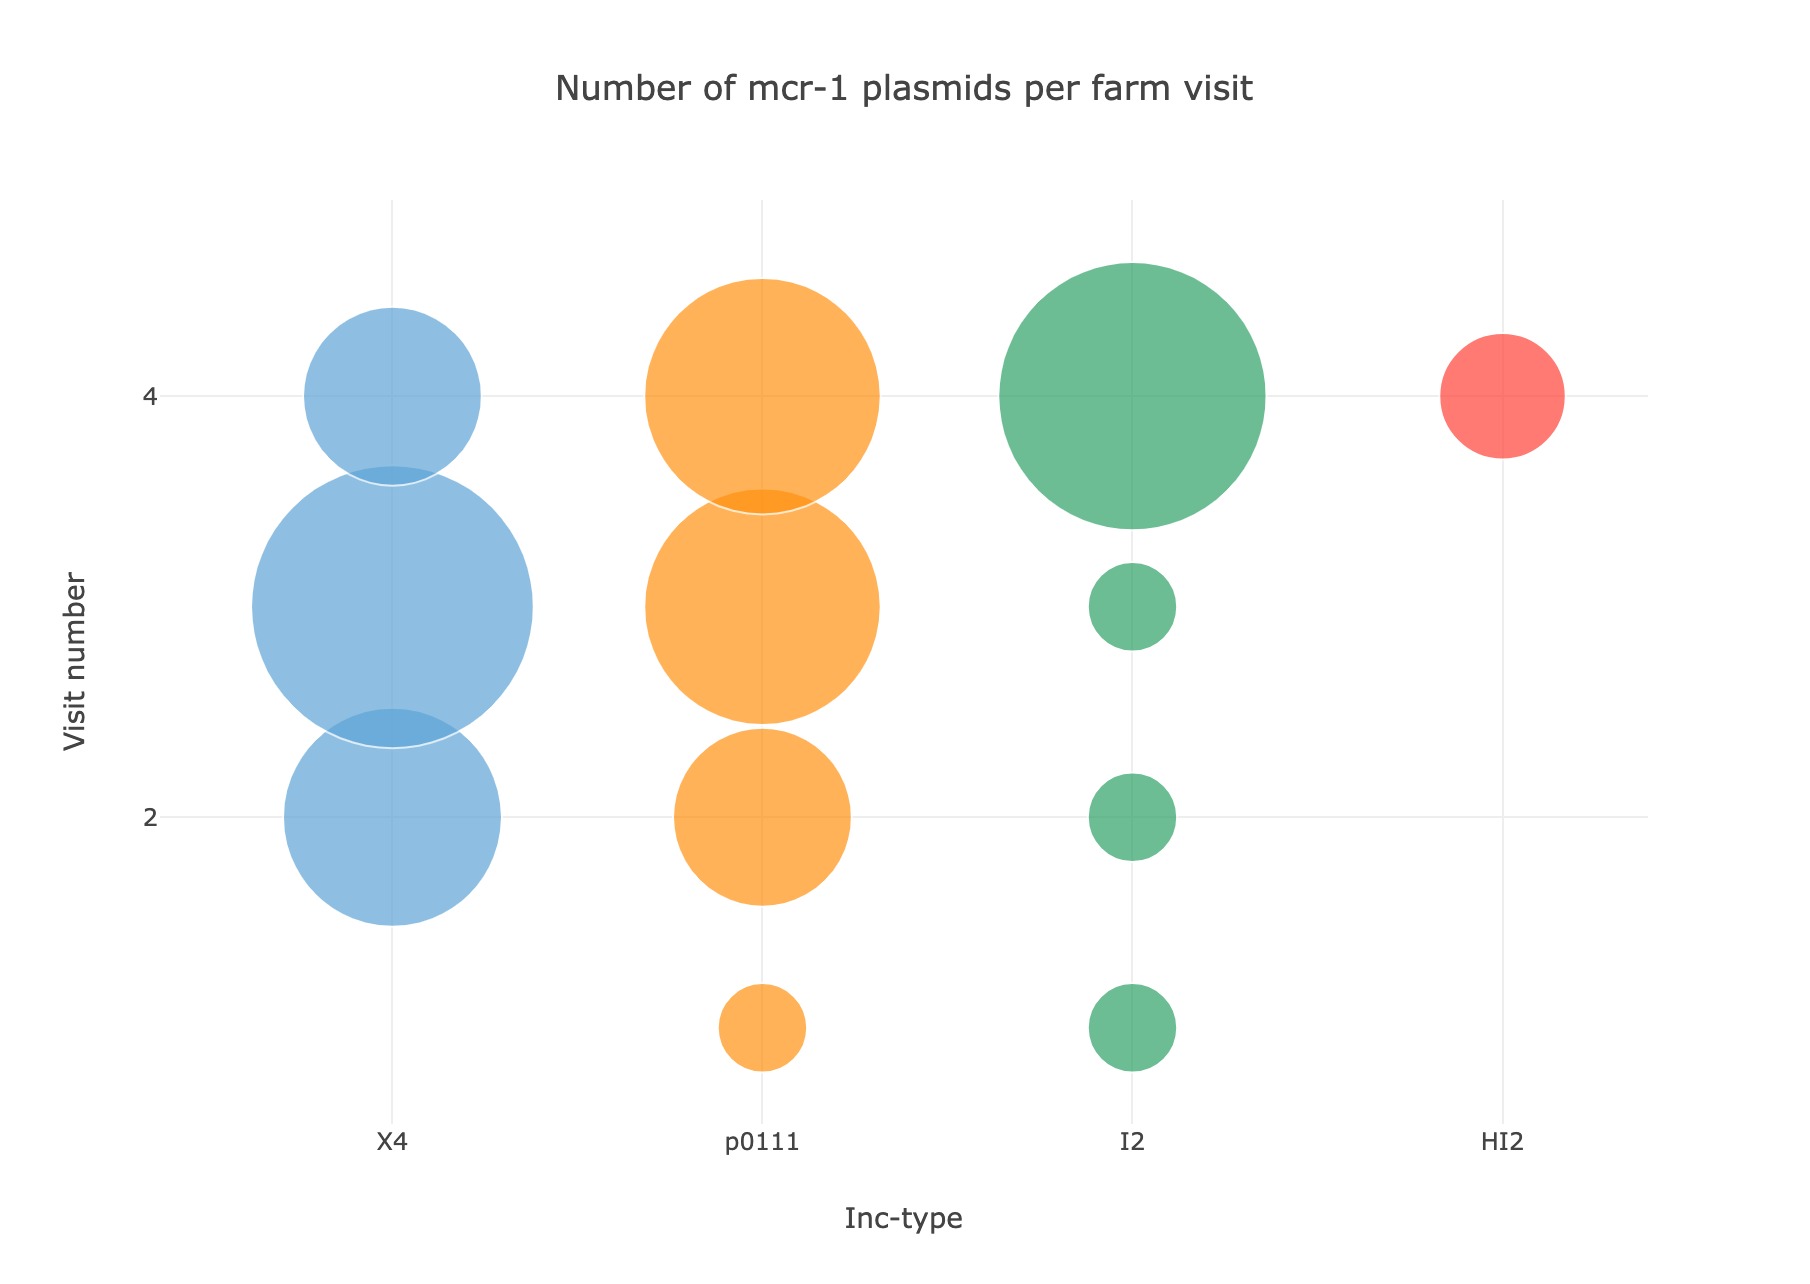 Number of mcr-1 plasmids per farm visit
4
2
Visit number
X4
p0111
I2
HI2
Inc-type